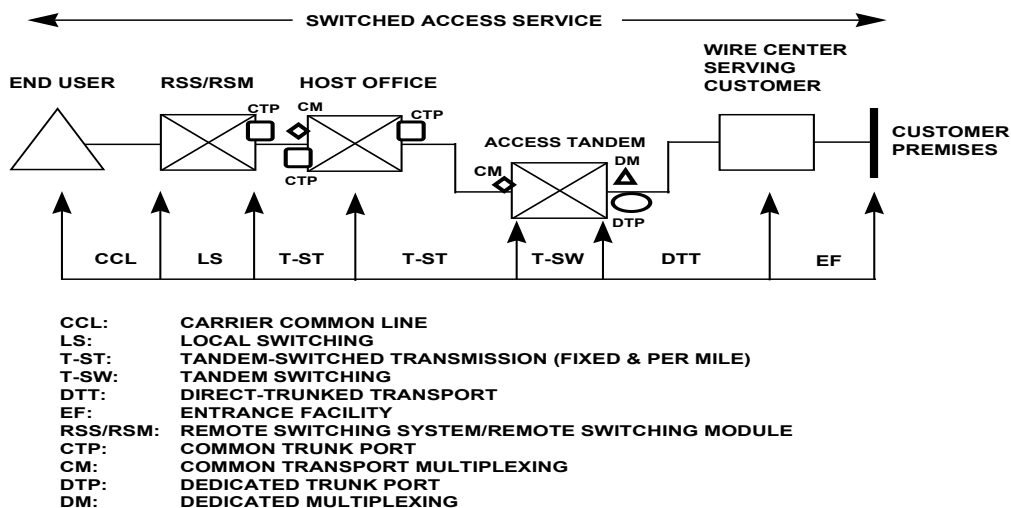 SWITCHED ACCESS SERVICE
WIRE CENTER
SERVING
CUSTOMER
END USER
RSS/RSM
HOST OFFICE
CTP
CM
CTP
CTP
ACCESS TANDEM
CM
DM
DTP
CUSTOMER
PREMISES
CCL
LS
T-ST
T-ST
T-SW
DTT
EF
CCL: CARRIER COMMON LINE
LS: LOCAL SWITCHING
T-ST: TANDEM-SWITCHED TRANSMISSION (FIXED & PER MILE)
T-SW: TANDEM SWITCHING
DTT: DIRECT-TRUNKED TRANSPORT
EF: ENTRANCE FACILITY
RSS/RSM: REMOTE SWITCHING SYSTEM/REMOTE SWITCHING MODULE
CTP: COMMON TRUNK PORT
CM: COMMON TRANSPORT MULTIPLEXING
DTP: DEDICATED TRUNK PORT
DM: DEDICATED MULTIPLEXING